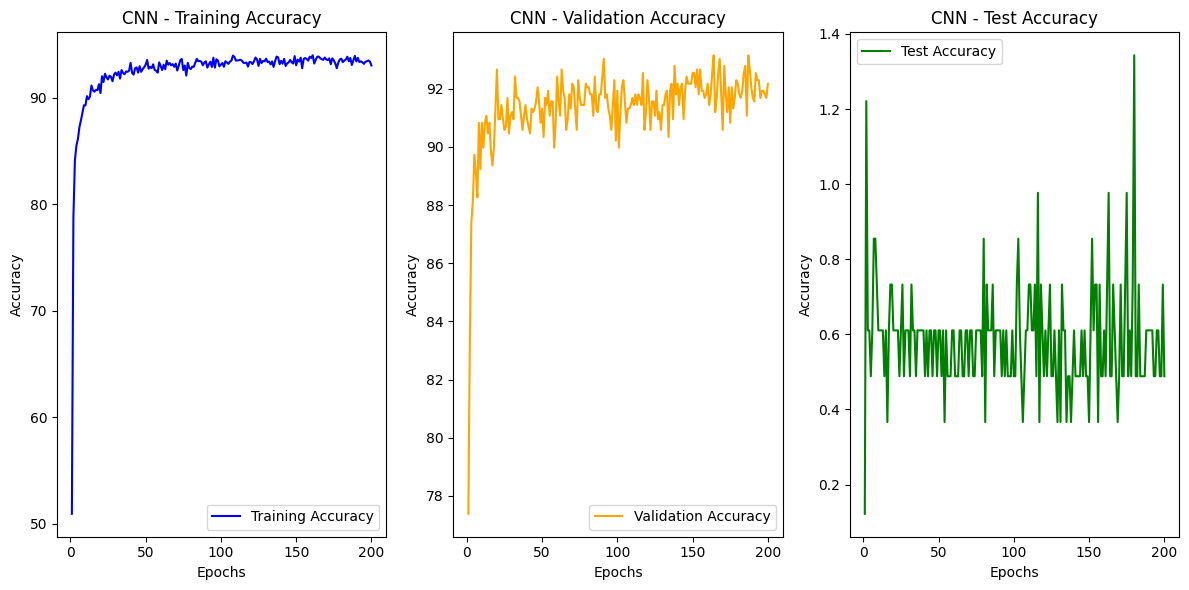 CNN - Training Accuracy
Accuracy
90
80
70
60
50
Training Accuracy
0 50 100 150 200
Epochs
CNN - Validation Accuracy
Accuracy
92
90
88
86
84
82
80
78
Validation Accuracy
0 50 100 150 200
Epochs
CNN - Test Accuracy
Accuracy
1.4
Test Accuracy
1.2
1.0
0.8
0.6
0.4
0.2
0 50 100 150 200
Epochs